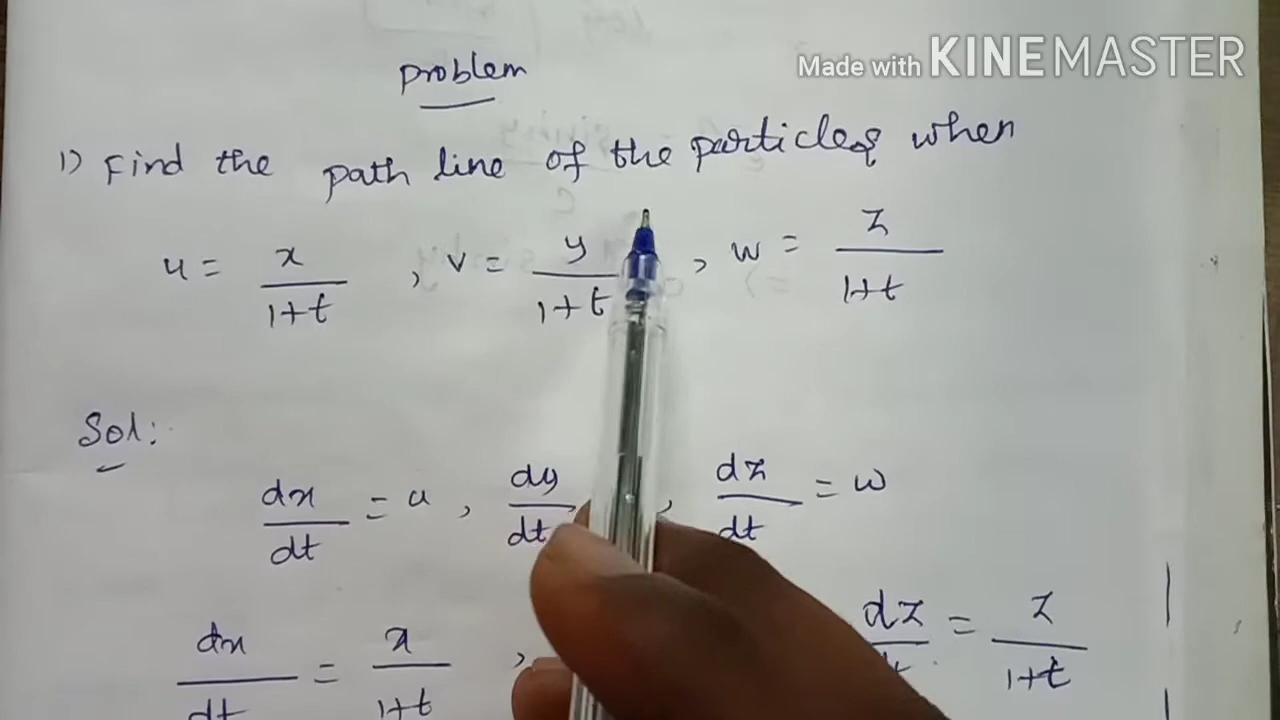 Made with KINEMASTER
Problem
1) Find the path line of the particles when
u = x/1+t , v = y/1+t , w = z/1+t
Sol:
dx/dt = u , dy/dt , dz/dt = w
dx/dt = x/1+t , dz/dt = z/1+t